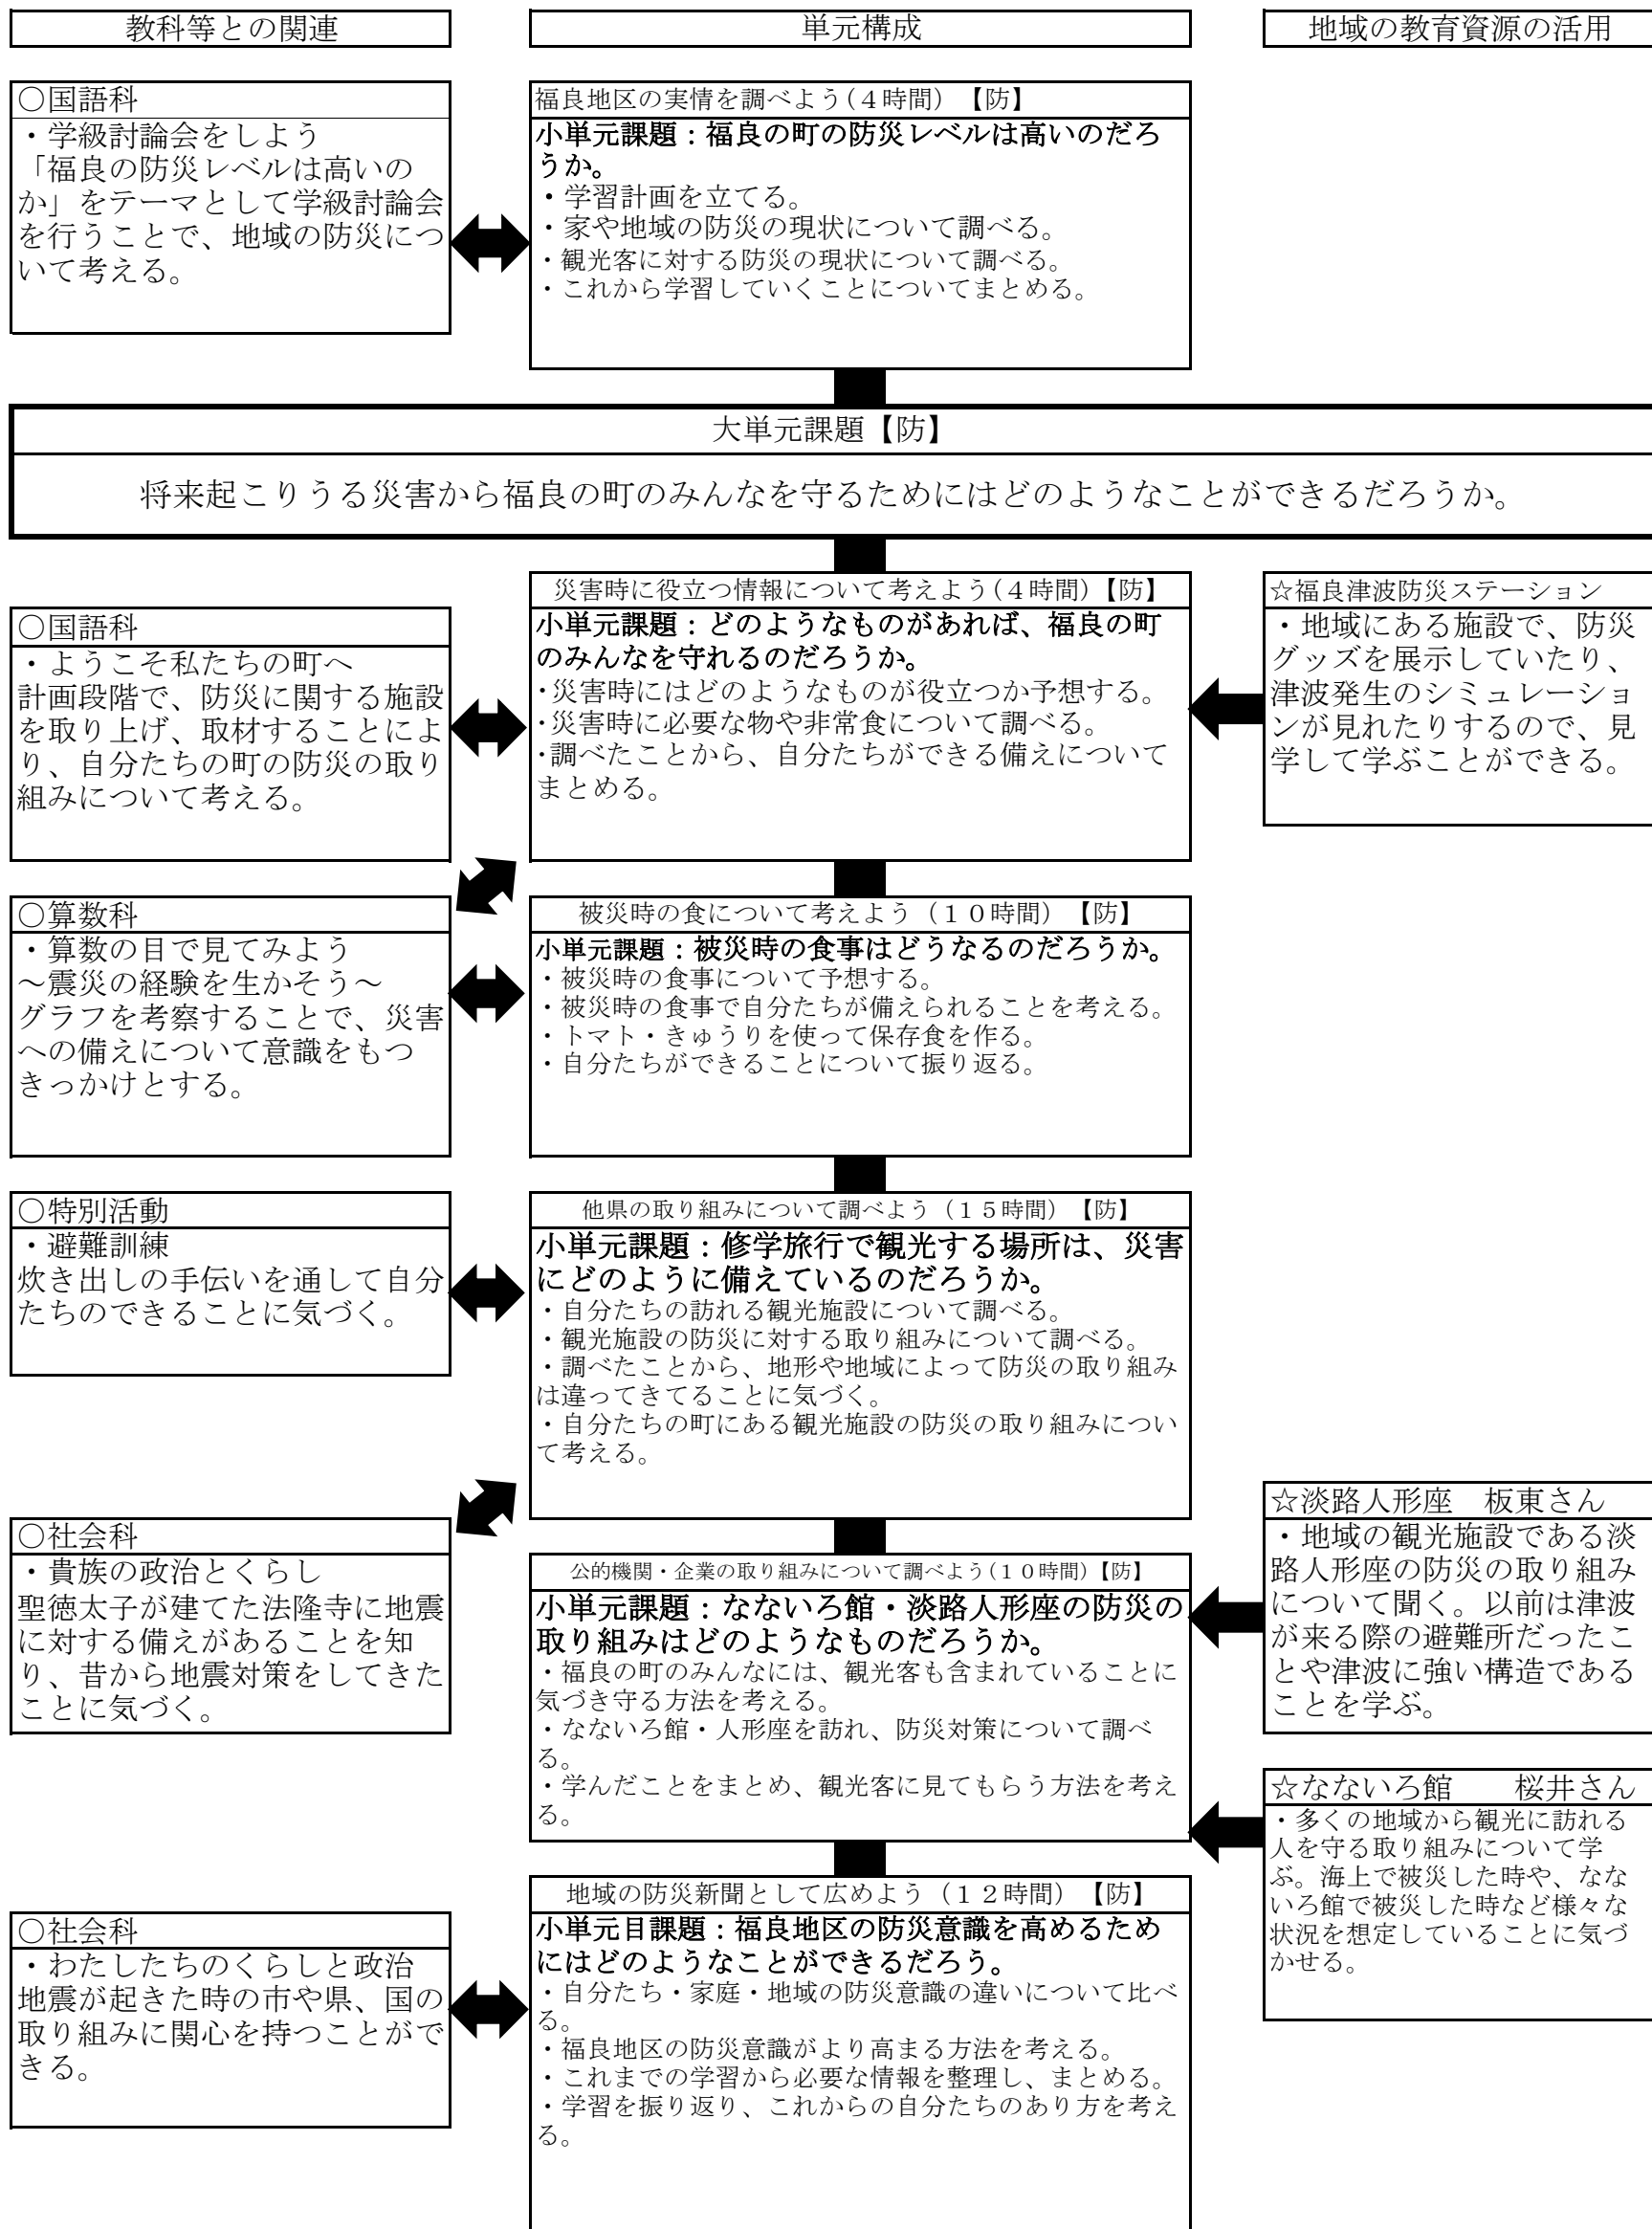 教科等との関連
単元構成
地域の教育資源の活用
○国語科
・学級討論会をしよう
「福良の防災レベルは高いの
か」をテーマとして学級討論会
を行うことで、地域の防災につ
いて考える。
福良地区の実情を調べよう(４時間)【防】
小単元課題：福良の町の防災レベルは高いのだろ
うか。
・学習計画を立てる。
・家や地域の防災の現状について調べる。
・観光客に対する防災の現状について調べる。
・これから学習していくことについてまとめる。
大単元課題【防】
将来起こりうる災害から福良の町のみんなを守るためにはどのようなことができるだろうか。
○国語科
・ようこそ私たちの町へ
計画段階で、防災に関する施設
を取り上げ、取材することによ
り、自分たちの町の防災の取り
組みについて考える。
災害時に役立つ情報について考えよう(４時間)【防】
小単元課題：どのようなものがあれば、福良の町
のみんなを守れるのだろうか。
・災害時にはどのようなものが役立つか予想する。
・災害時に必要な物や非常食について調べる。
・調べたことから、自分たちができる備えについて
まとめる。
☆福良津波防災ステーション
・地域にある施設で、防災
グッズを展示していたり、
津波発生のシミュレーショ
ンが見れたりするので、見
学して学ぶことができる。
○算数科
・算数の目で見てみよう
～震災の経験を生かそう～
グラフを考察することで、災害
への備えについて意識をもつ
きっかけとする。
被災時の食について考えよう（１０時間）【防】
小単元課題：被災時の食事はどうなるのだろうか。
・被災時の食事について予想する。
・被災時の食事で自分たちが備えられることを考える。
・トマト・きゅうりを使って保存食を作る。
・自分たちができることについて振り返る。
○特別活動
・避難訓練
炊き出しの手伝いを通して自分
たちのできることに気づく。
他県の取り組みについて調べよう（１５時間）【防】
小単元課題：修学旅行で観光する場所は、災害
にどのように備えているのだろうか。
・自分たちの訪れる観光施設について調べる。
・観光施設の防災に対する取り組みについて調べる。
・調べたことから、地形や地域によって防災の取り組み
は違ってきてることに気づく。
・自分たちの町にある観光施設の防災の取り組みについ
て考える。
○社会科
・貴族の政治とくらし
聖徳太子が建てた法隆寺に地震
に対する備えがあることを知
り、昔から地震対策をしてきた
ことに気づく。
公的機関・企業の取り組みについて調べよう(１０時間)【防】
小単元課題：なないろ館・淡路人形座の防災の
取り組みはどのようなものだろうか。
・福良の町のみんなには、観光客も含まれていることに
気づき守る方法を考える。
・なないろ館・人形座を訪れ、防災対策について調べ
る。
・学んだことをまとめ、観光客に見てもらう方法を考え
る。
☆淡路人形座　板東さん
・地域の観光施設である淡
路人形座の防災の取り組み
について聞く。以前は津波
が来る際の避難所だったこ
とや津波に強い構造である
ことを学ぶ。
☆なないろ館　　桜井さん
・多くの地域から観光に訪れる
人を守る取り組みについて学
ぶ。海上で被災した時や、なな
いろ館で被災した時など様々な
状況を想定していることに気づ
かせる。
○社会科
・わたしたちのくらしと政治
地震が起きた時の市や県、国の
取り組みに関心を持つことがで
きる。
地域の防災新聞として広めよう（１２時間）【防】
小単元目課題：福良地区の防災意識を高めるため
にはどのようなことができるだろう。
・自分たち・家庭・地域の防災意識の違いについて比べ
る。
・福良地区の防災意識がより高まる方法を考える。
・これまでの学習から必要な情報を整理し、まとめる。
・学習を振り返り、これからの自分たちのあり方を考え
る。